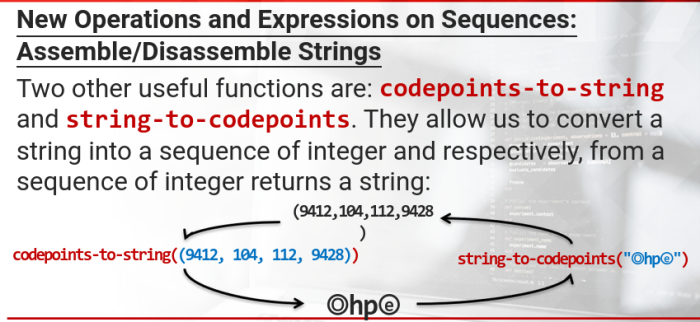 New Operations and Expressions on Sequences:
Assemble/Disassemble Strings
Two other useful functions are: codepoints-to-string
and string-to-codepoints. They allow us to convert a
string into a sequence of integer and respectively, from a
sequence of integer returns a string:
(9412,104,112,9428
)
codepoints-to-string((9412, 104, 112, 9428))
string-to-codepoints("Ⓞhpⓔ")
Ⓞhpⓔ